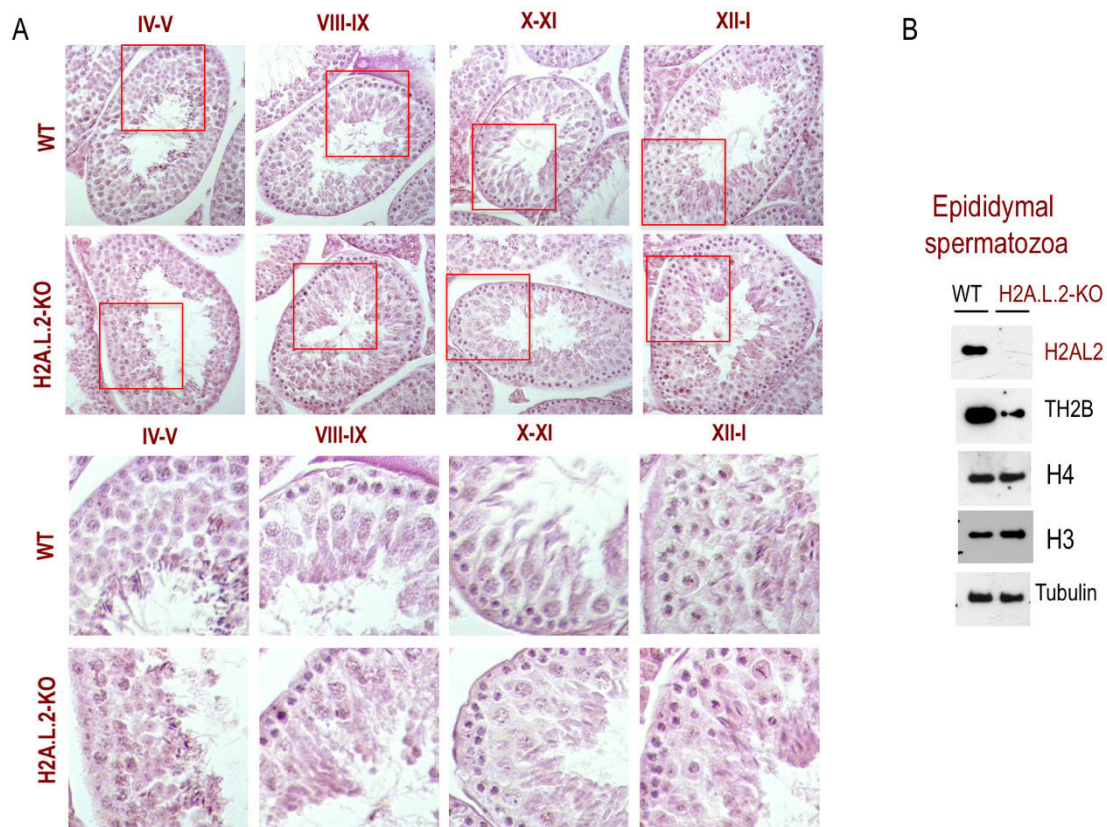 A
IV-V VIII-IX X-XI XII-I
WT
H2A.L.2-KO
IV-V VIII-IX X-XI XII-I
WT
H2A.L.2-KO
B
Epididymal
spermatozoa
WT H2A.L.2-KO
H2AL2
TH2B
H4
H3
Tubulin